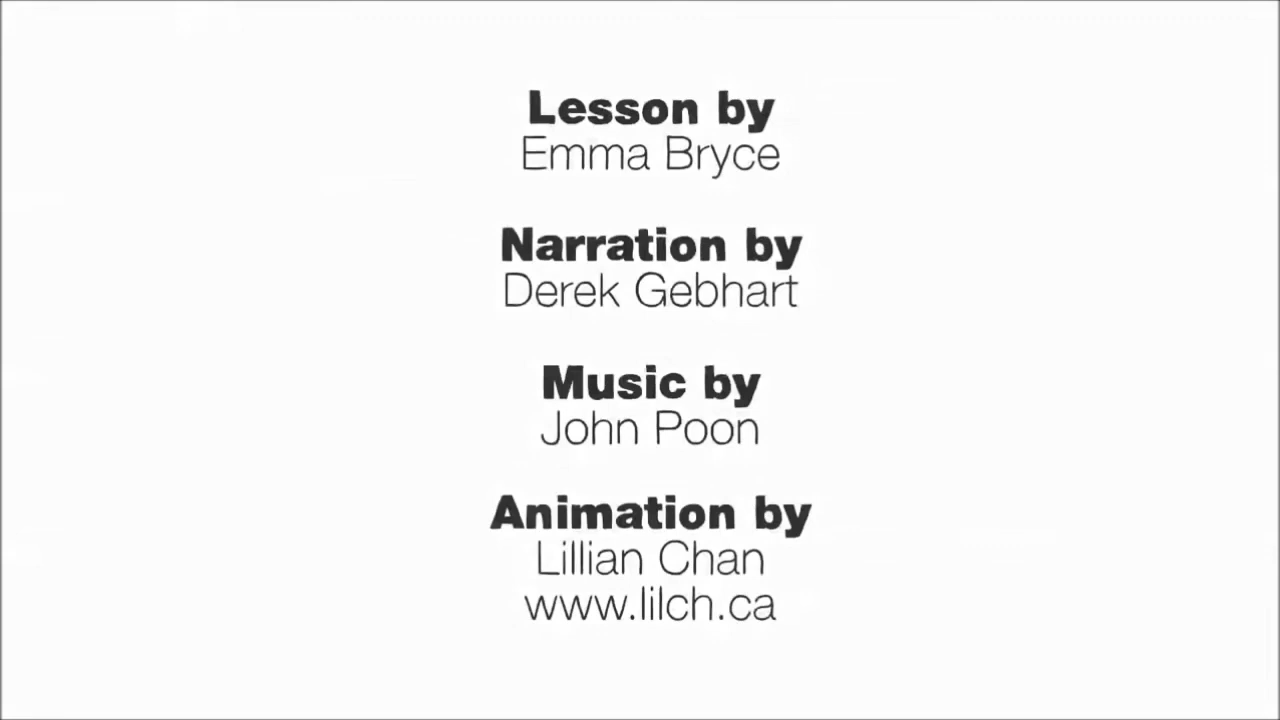 Lesson by
Emma Bryce
Narration by
Derek Gebhart
Music by
John Poon
Animation by
Lillian Chan
www.lilch.ca